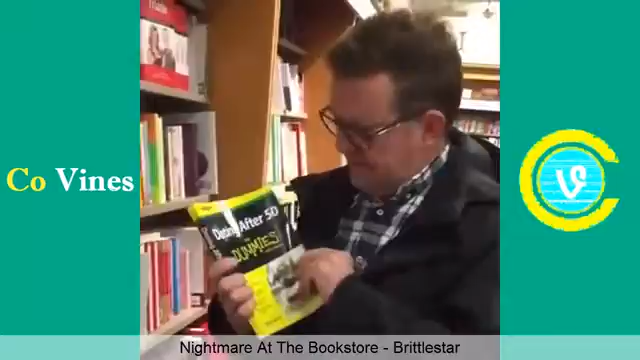 Co Vines
Dating After 50
DUMMIES
Nightmare At The Bookstore - Brittlestar